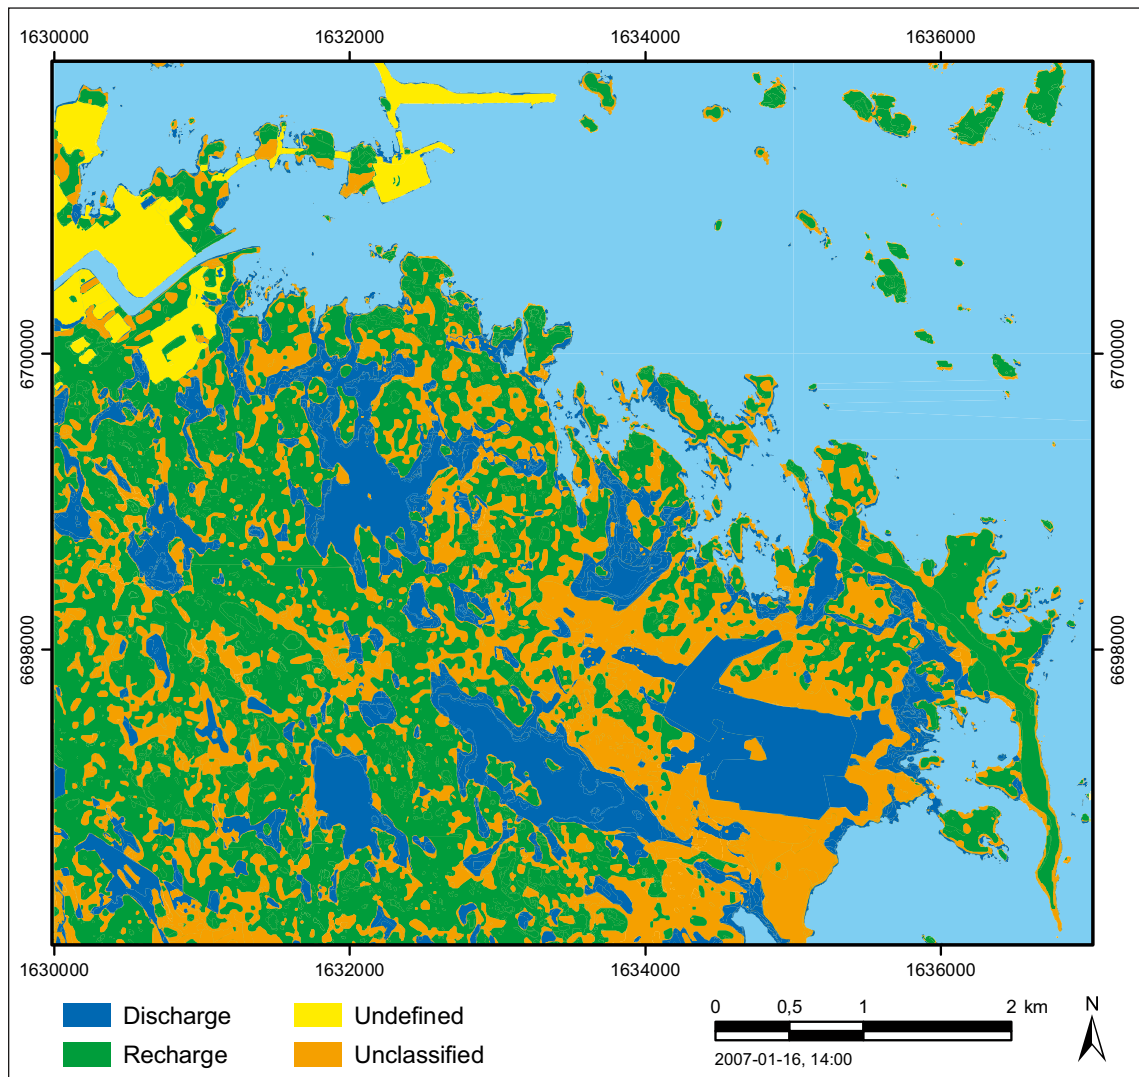 1630000 1632000 1634000 1636000
6700000 6700000
6698000 6698000
1630000 1632000 1634000 1636000
Discharge Undefined
Recharge Unclassified
0 0,5 1 2 km
2007-01-16, 14:00
N